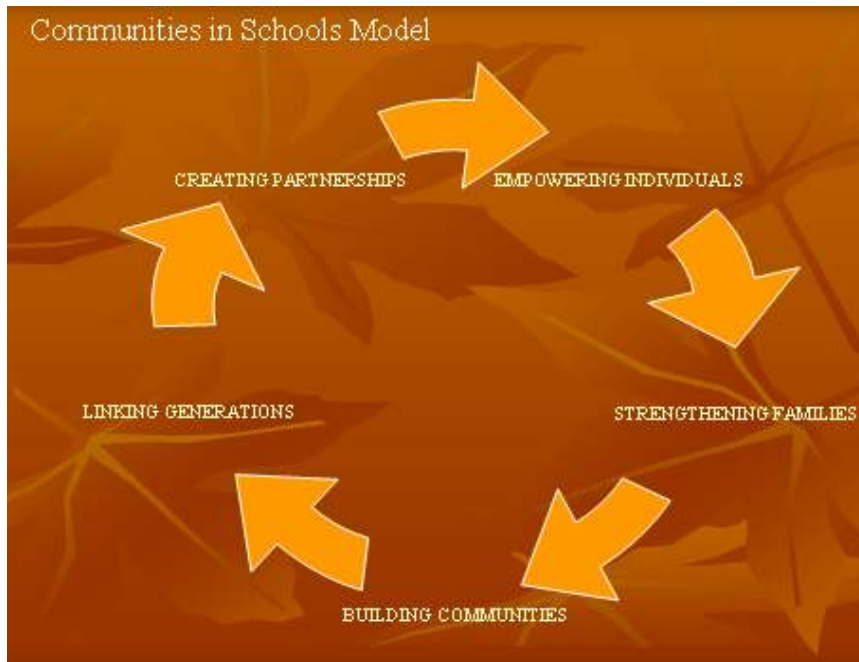 Communities in Schools Model
CREATING PARTNERSHIPS
EMPOWERING INDIVIDUALS
STRENGTHENING FAMILIES
BUILDING COMMUNITIES
LINKING GENERATIONS